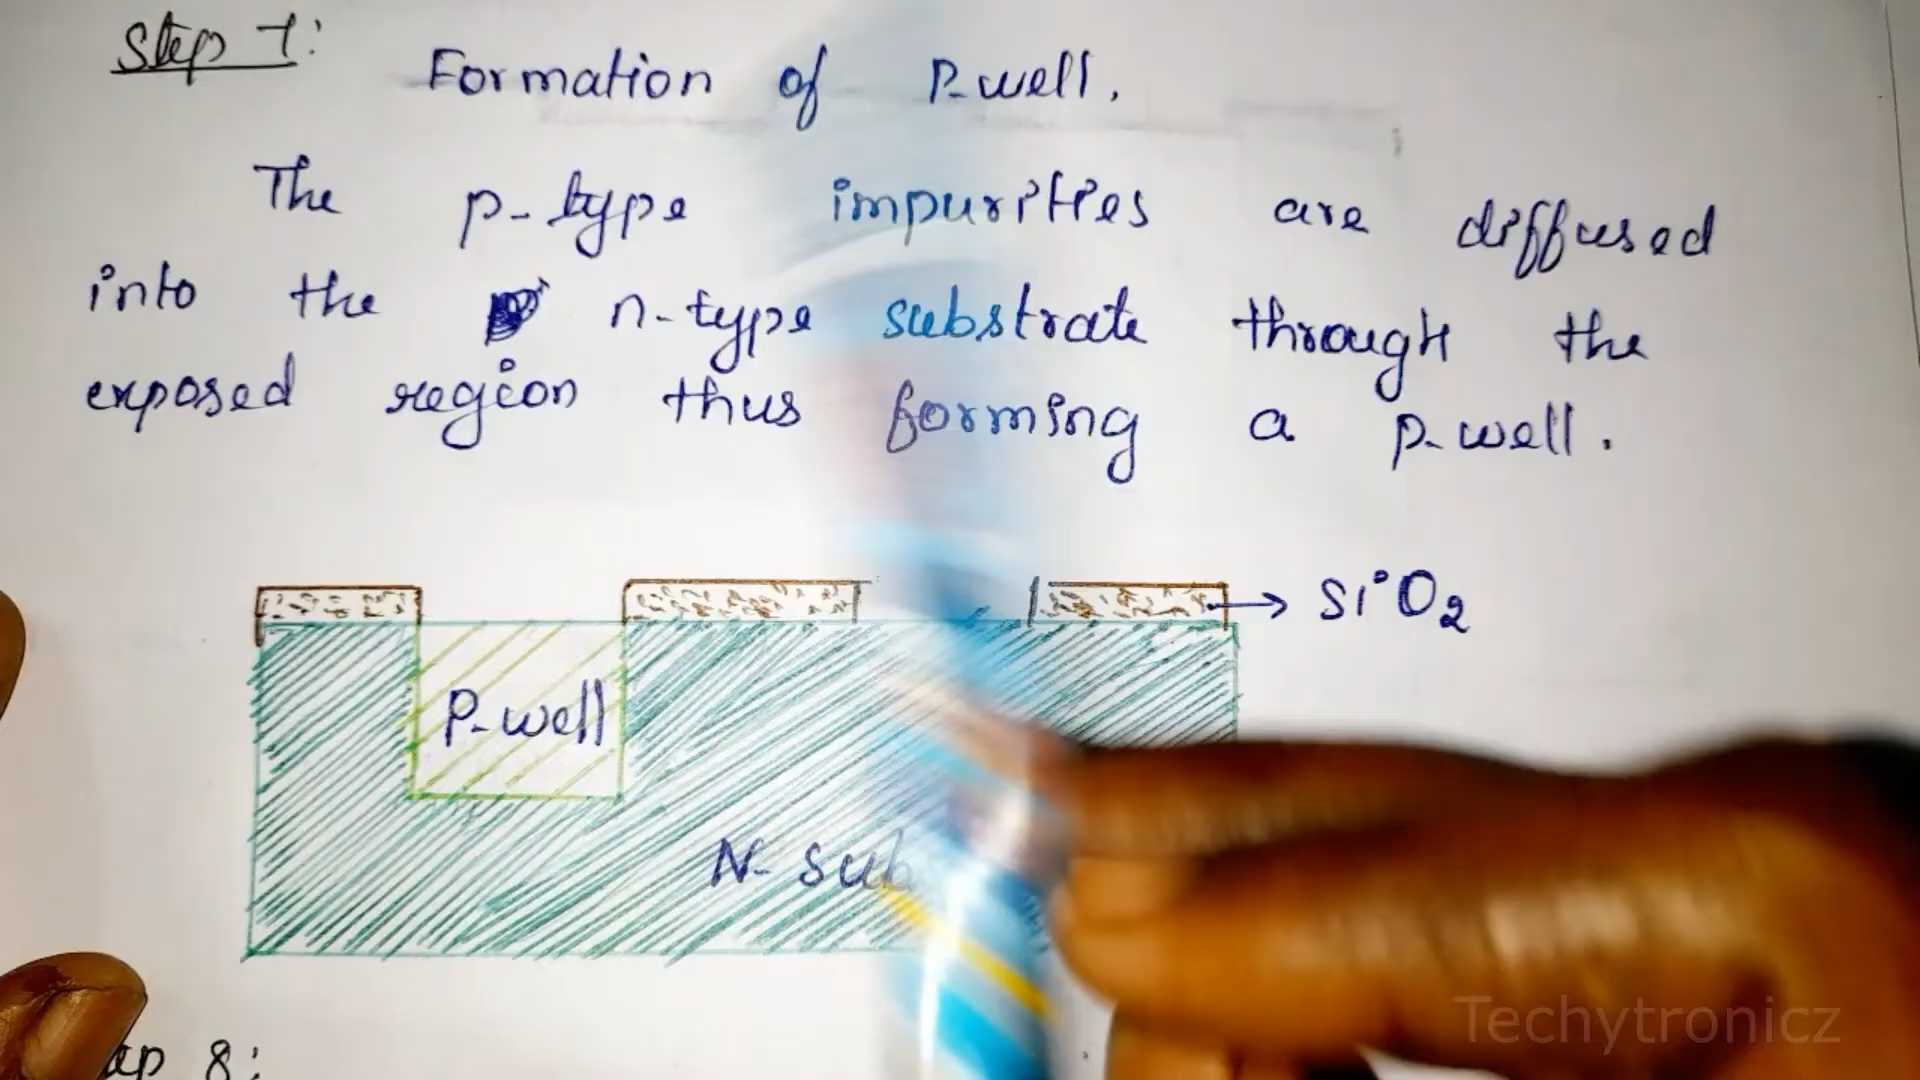 Step 7:
Formation of P-well.
The p-type impurities are diffused
into the n-type substrate through the
exposed region thus forming a p-well.
SiO2
P-well
N- Sub
8:
Techytronicz